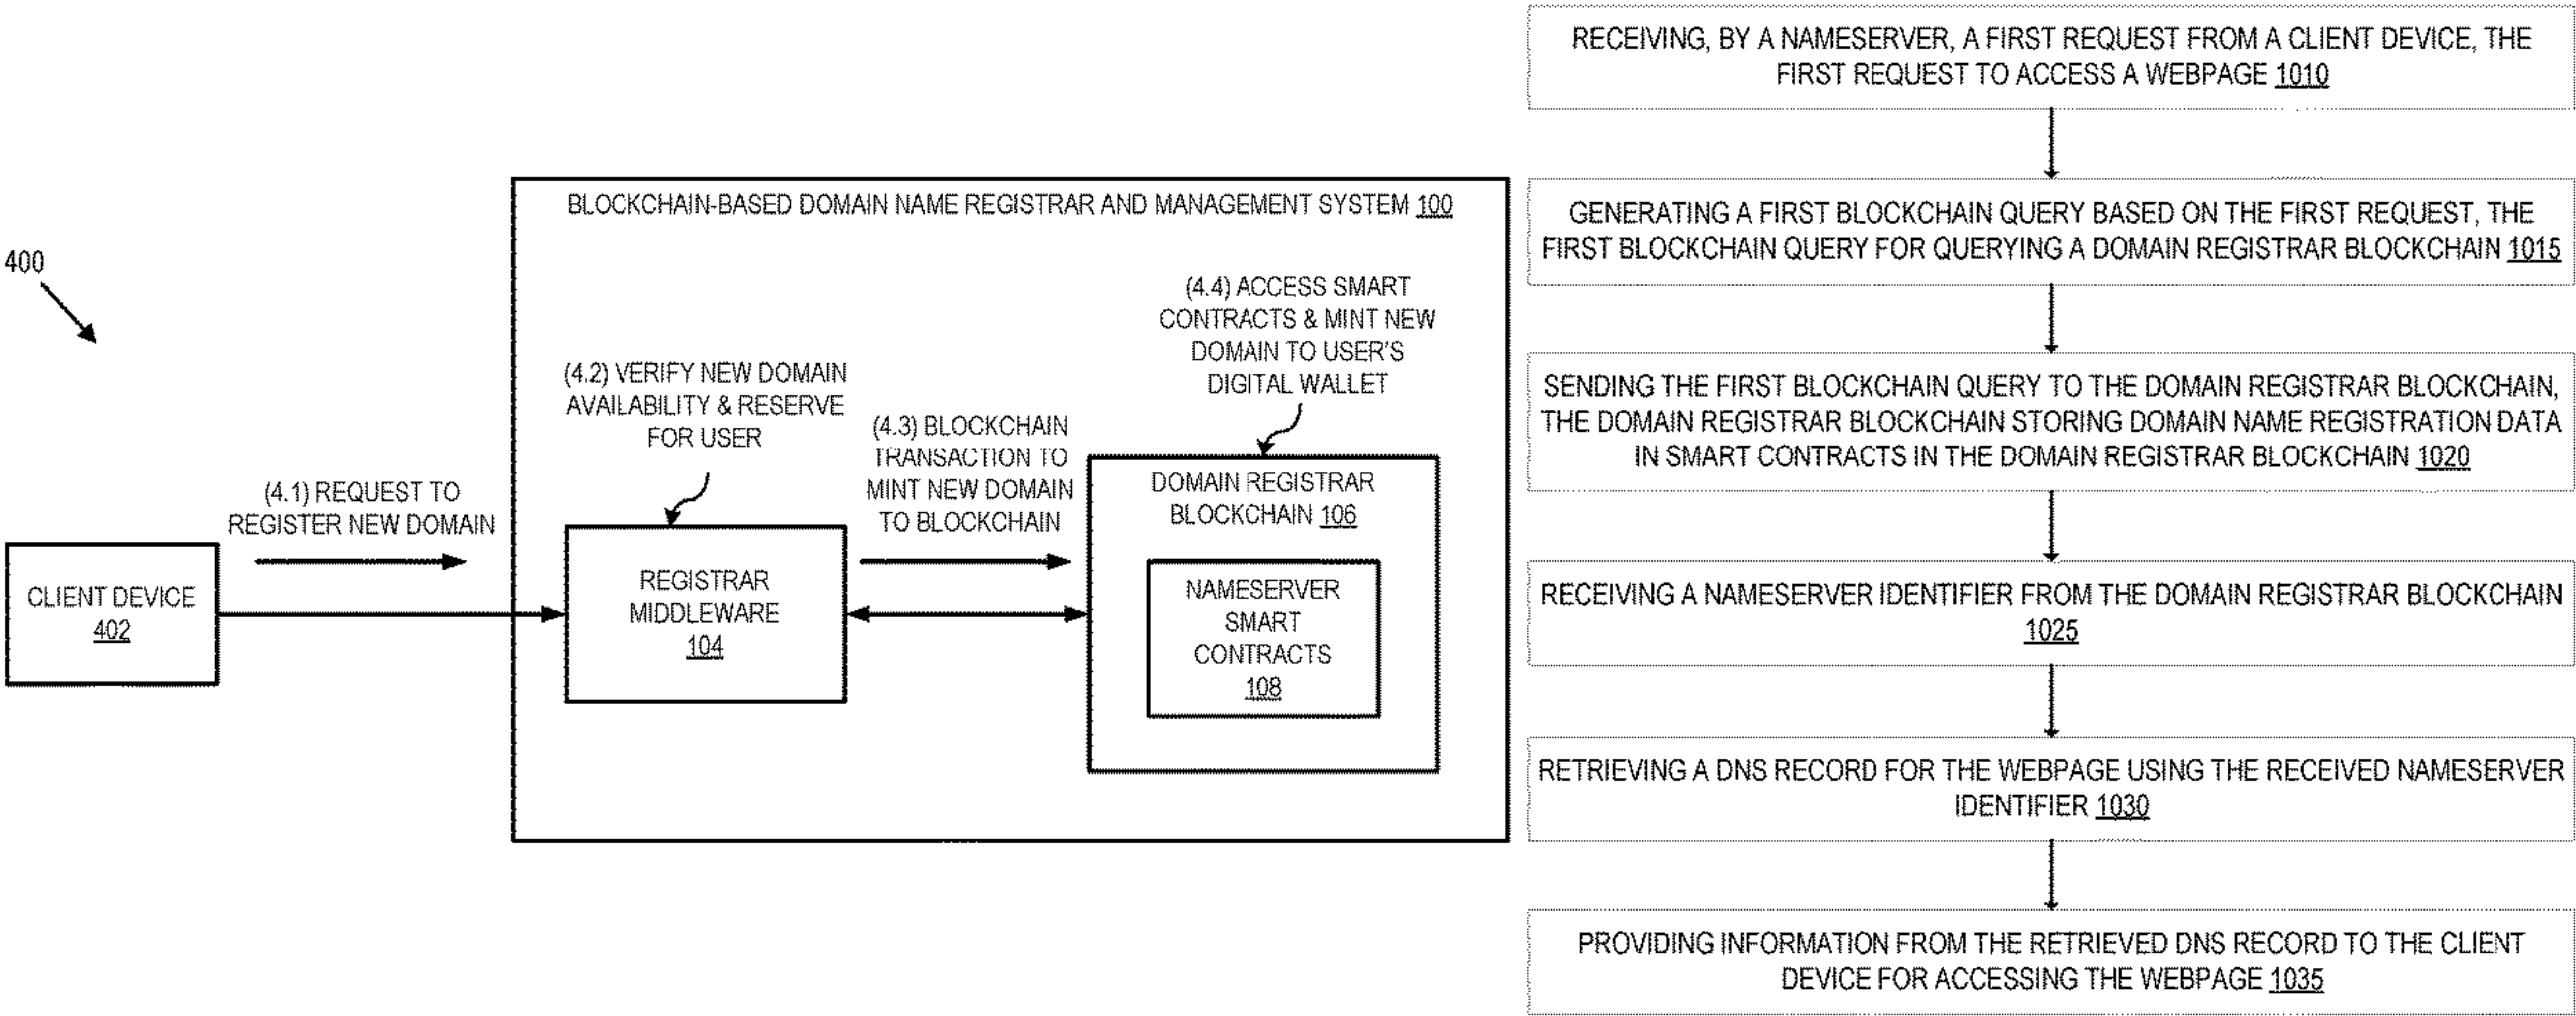 400
CLIENT DEVICE
402
(4.1) REQUEST TO
REGISTER NEW DOMAIN
BLOCKCHAIN-BASED DOMAIN NAME REGISTRAR AND MANAGEMENT SYSTEM 100
(4.2) VERIFY NEW DOMAIN
AVAILABILITY & RESERVE
FOR USER
REGISTRAR
MIDDLEWARE
104
(4.3) BLOCKCHAIN
TRANSACTION TO
MINT NEW DOMAIN
TO BLOCKCHAIN
(4.4) ACCESS SMART
CONTRACTS & MINT NEW
DOMAIN TO USER'S
DIGITAL WALLET
DOMAIN REGISTRAR
BLOCKCHAIN 106
NAMESERVER
SMART
CONTRACTS
108
RECEIVING, BY A NAMESERVER, A FIRST REQUEST FROM A CLIENT DEVICE, THE
FIRST REQUEST TO ACCESS A WEBPAGE 1010
GENERATING A FIRST BLOCKCHAIN QUERY BASED ON THE FIRST REQUEST, THE
FIRST BLOCKCHAIN QUERY FOR QUERYING A DOMAIN REGISTRAR BLOCKCHAIN 1015
SENDING THE FIRST BLOCKCHAIN QUERY TO THE DOMAIN REGISTRAR BLOCKCHAIN,
THE DOMAIN REGISTRAR BLOCKCHAIN STORING DOMAIN NAME REGISTRATION DATA
IN SMART CONTRACTS IN THE DOMAIN REGISTRAR BLOCKCHAIN 1020
RECEIVING A NAMESERVER IDENTIFIER FROM THE DOMAIN REGISTRAR BLOCKCHAIN
1025
RETRIEVING A DNS RECORD FOR THE WEBPAGE USING THE RECEIVED NAMESERVER
IDENTIFIER 1030
PROVIDING INFORMATION FROM THE RETRIEVED DNS RECORD TO THE CLIENT
DEVICE FOR ACCESSING THE WEBPAGE 1035